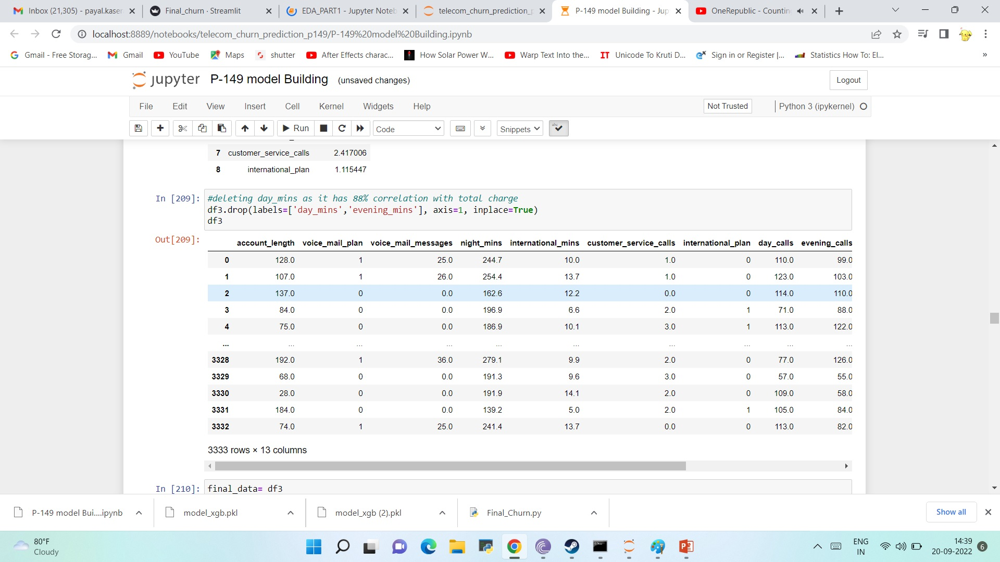 Inbox (21,305) - payal.kaser
Final_churn · Streamlit
EDA_PART1 - Jupyter Noteb
telecom_churn_prediction_p
P-149 model Building - Jup
OneRepublic - Countin
localhost:8889/notebooks/telecom_churn_prediction_p149/P-149%20model%20Building.ipynb
Gmail - Free Storag...
Gmail
YouTube
Maps
shutter
After Effects charac...
How Solar Power W...
Warp Text Into the...
Unicode To Kruti D...
Sign in or Register |...
Statistics How To: El...
»
jupyter P-149 model Building (unsaved changes)
Logout
File Edit View Insert Cell Kernel Widgets Help
Not Trusted
Python 3 (ipykernel)
Run
Code
Snippets
abc
7 customer_service_calls 2.417006
8 international_plan 1.115447
In [209]: #deleting day_mins as it has 88% correlation with total charge
df3.drop(labels=['day_mins','evening_mins'], axis=1, inplace=True)
df3
Out[209]:
account_length voice_mail_plan voice_mail_messages night_mins international_mins customer_service_calls international_plan day_calls evening_calls
0 128.0 1 25.0 244.7 10.0 1.0 0 110.0 99.0
1 107.0 1 26.0 254.4 13.7 1.0 0 123.0 103.0
2 137.0 0 0.0 162.6 12.2 0.0 0 114.0 110.0
3 84.0 0 0.0 196.9 6.6 2.0 1 71.0 88.0
4 75.0 0 0.0 186.9 10.1 3.0 1 113.0 122.0
... ... ... ... ... ... ... ... ... ...
3328 192.0 1 36.0 279.1 9.9 2.0 0 77.0 126.0
3329 68.0 0 0.0 191.3 9.6 3.0 0 57.0 55.0
3330 28.0 0 0.0 191.9 14.1 2.0 0 109.0 58.0
3331 184.0 0 0.0 139.2 5.0 2.0 1 105.0 84.0
3332 74.0 1 25.0 241.4 13.7 0.0 0 113.0 82.0
3333 rows × 13 columns
In [210]: final_data= df3
P-149 model Bui....ipynb
model_xgb.pkl
model_xgb (2).pkl
Final_Churn.py
Show all
80°F
Cloudy
ENG
IN
14:39
20-09-2022
6